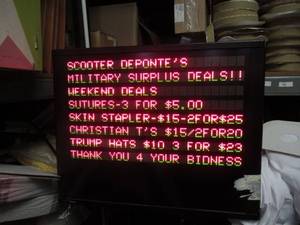 SCOOTER DEPONTE'S
MILITARY SURPLUS DEALS!!
WEEKEND DEALS
SUTURES-3 FOR $5.00
SKIN STAPLER-$15-2FOR$25
CHRISTIAN T'S $15/2FOR20
TRUMP HATS $10 3 FOR $23
THANK YOU 4 YOUR BIDNESS